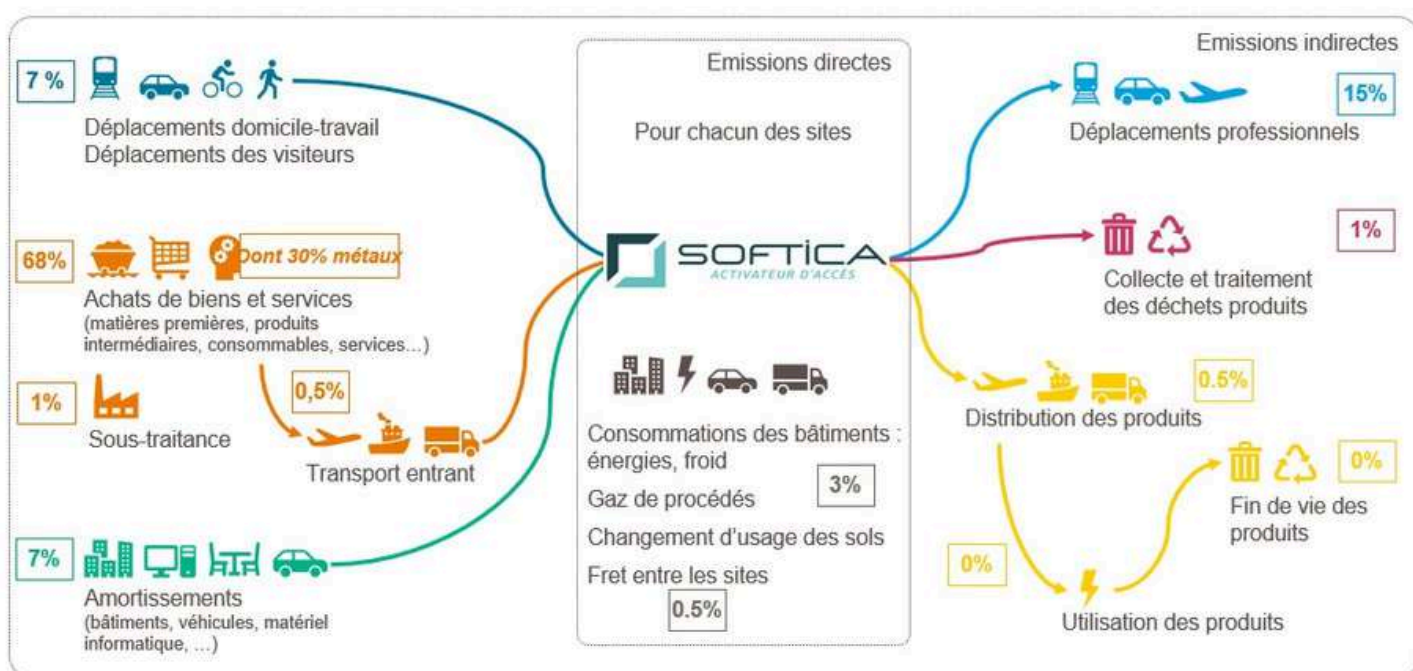 7 %
Déplacements domicile-travail
Déplacements des visiteurs
68%
Dont 30% métaux
Achats de biens et services
(matières premières, produits
intermédiaires, consommables, services…)
1%
Sous-traitance
0,5%
Transport entrant
7%
Amortissements
(bâtiments, véhicules, matériel
informatique, …)
Emissions directes
Pour chacun des sites
SOFTICA
ACTIVATEUR D'ACCÈS
Consommations des bâtiments :
énergies, froid
3%
Gaz de procédés
Changement d'usage des sols
Fret entre les sites
0.5%
Emissions indirectes
15%
Déplacements professionnels
1%
Collecte et traitement
des déchets produits
0.5%
Distribution des produits
0%
Fin de vie des
produits
0%
Utilisation des produits